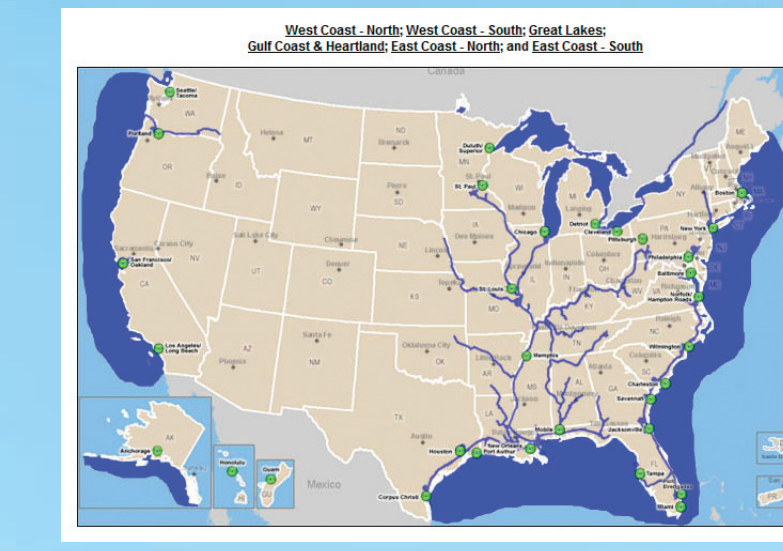 West Coast - North; West Coast - South; Great Lakes;
Gulf Coast & Heartland; East Coast - North; and East Coast - South
Canada
Seattle/
Tacoma
WA
Portland
OR
Helena
MT
Boise
ID
WY
ND
Bismarck
Pierre
SD
MN
Duluth/
Superior
St. Paul
St. Paul
WI
Madison
MI
Lansing
Detroit
Chicago
Cleveland
Pittsburgh
PA
Harrisburg
NY
Albany
ME
Augusta
Boston
Hartford
New York
Philadelphia
Baltimore
Norfolk/
Hampton Roads
Sacramento
Carson City
San Francisco/
Oakland
NV
CA
Salt Lake City
UT
Cheyenne
Denver
CO
NE
Lincoln
IA
Des Moines
Topeka
KS
St. Louis
MO
IL
Indianapolis
IN
Columbus
OH
Charleston
WV
VA
Richmond
KY
Raleigh
NC
Wilmington
Los Angeles/
Long Beach
AZ
Phoenix
Santa Fe
NM
Oklahoma City
OK
Little Rock
AR
Memphis
TN
MS
Jackson
AL
Atlanta
GA
Columbia
SC
Charleston
Savannah
TX
Austin
LA
Houston
Port Arthur
New Orleans
Mobile
Jacksonville
FL
Tampa
Port
Everglades
Miami
Corpus Christi
Mexico
AK
Anchorage
Juneau
Honolulu
HI
Guam
GU
PR